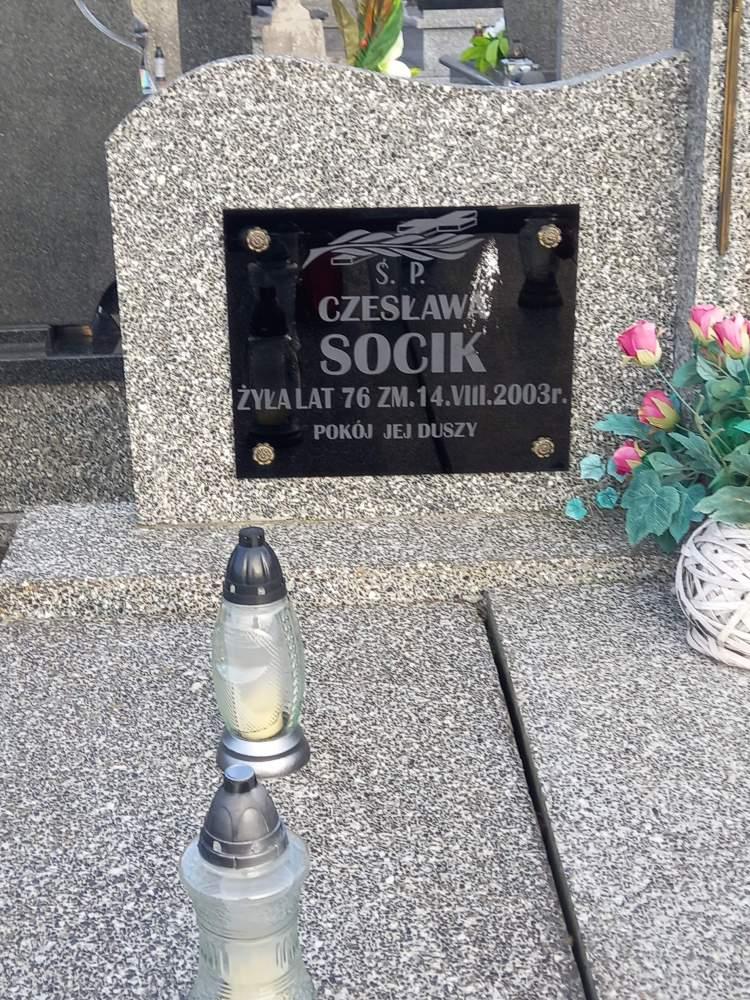 Ś. P.
CZESŁAWA
SOCIK
ŻYŁA LAT 76 ZM.14.VIII.2003r.
POKÓJ JEJ DUSZY